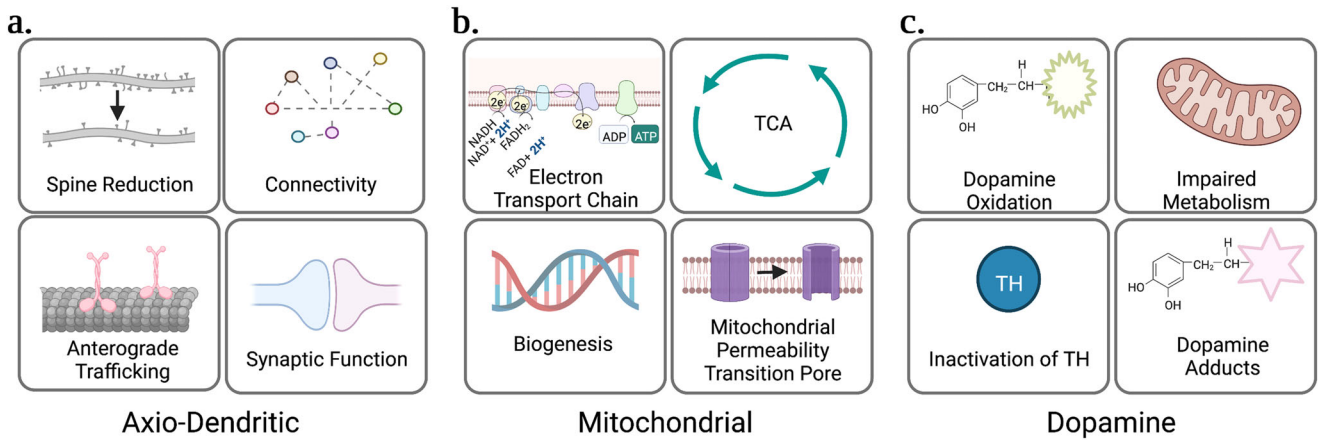 a.
Spine Reduction
Connectivity
Anterograde
Trafficking
Synaptic Function
Axio-Dendritic
b.
2e⁻
2e⁻
2e⁻
NADH
NAD⁺+ 2H⁺
FADH₂
FAD+ 2H⁺
ADP
ATP
Electron
Transport Chain
TCA
Biogenesis
Mitochondrial
Permeability
Transition Pore
Mitochondrial
c.
H
CH₂
CH
HO
OH
Dopamine
Oxidation
Impaired
Metabolism
TH
Inactivation of TH
H
CH₂
CH
HO
OH
Dopamine
Adducts
Dopamine